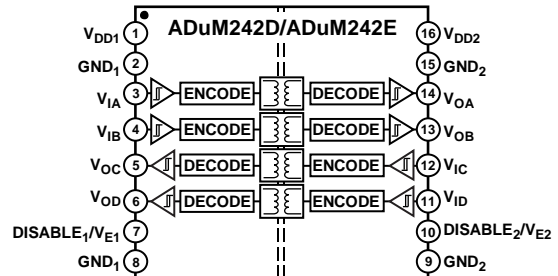 ADuM242D/ADuM242E
VDD1 1 16 VDD2
GND1 2 15 GND2
VIA 3 ENCODE DECODE 14 VOA
VIB 4 ENCODE DECODE 13 VOB
VOC 5 DECODE ENCODE 12 VIC
VOD 6 DECODE ENCODE 11 VID
DISABLE1/VE1 7 10 DISABLE2/VE2
GND1 8 9 GND2